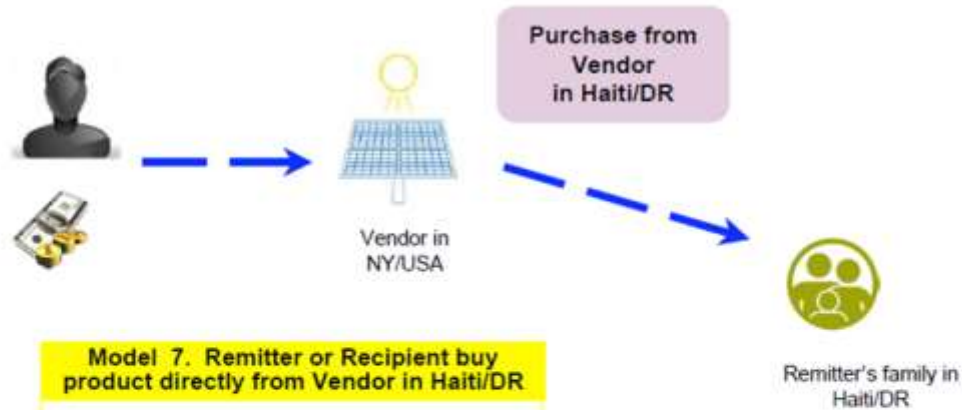 Purchase from
Vendor
in Haiti/DR
Vendor in
NY/USA
Model 7. Remitter or Recipient buy
product directly from Vendor in Haiti/DR
Remitter's family in
Haiti/DR